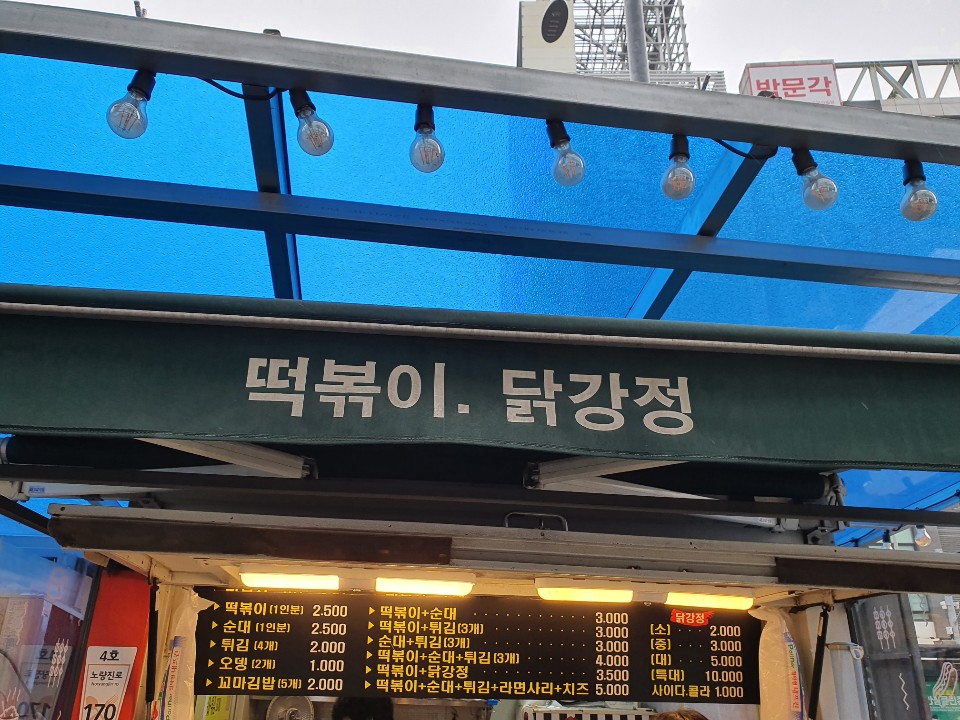 박문각
떡볶이. 닭강정
떡볶이 (1인분) 2.500
순대 (1인분) 2.500
튀김 (4개) 2.000
오뎅 (2개) 1.000
꼬마김밥 (5개) 2.000
떡볶이+순대 3.000
떡볶이+튀김 (3개) 3.000
순대+튀김 (3개) 3.000
떡볶이+순대+튀김 (3개) 4.000
떡볶이+닭강정 3.500
떡볶이+순대+튀김+라면사리+치즈 5.000
닭강정
(소) 2.000
(중) 3.000
(대) 5.000
(특대) 10.000
사이다.콜라 1.000
4호
노량진로
170